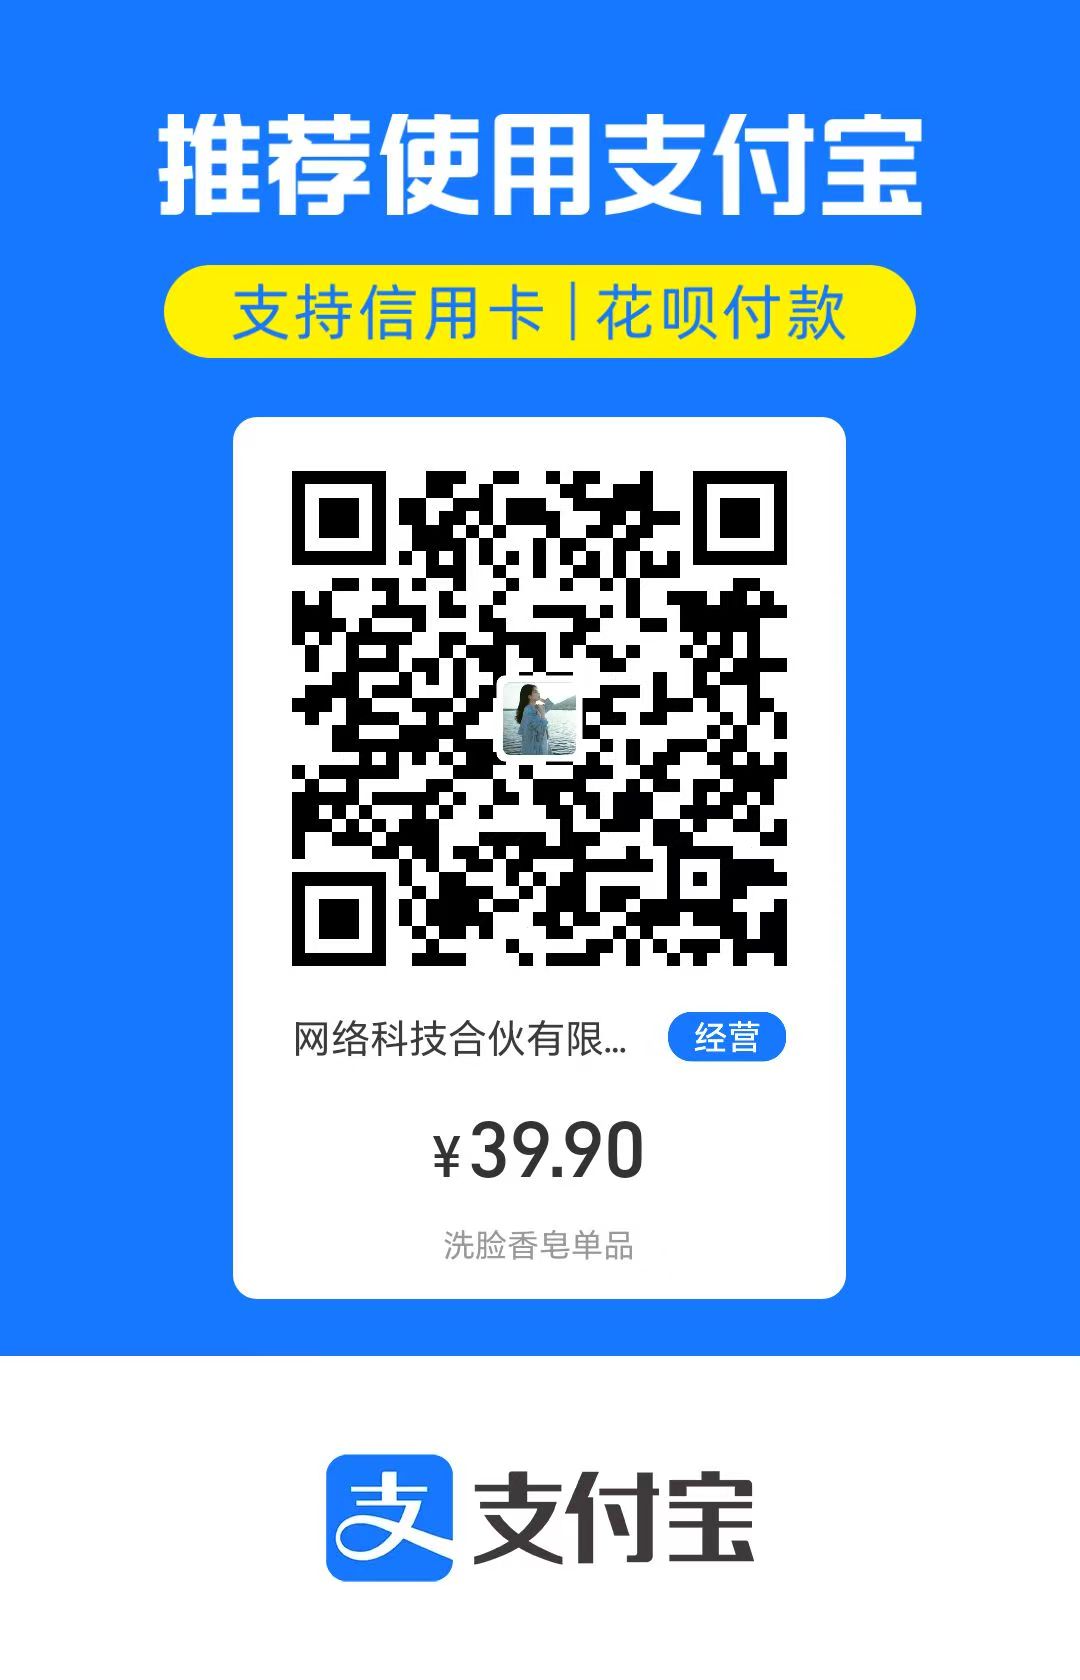 推荐使用支付宝
支持信用卡|花呗付款
网络科技合伙有限...
经营
¥39.90
洗脸香皂单品
支 支付宝